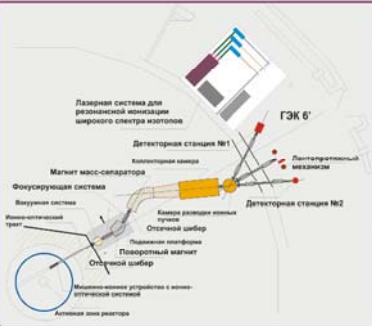 Лазерная система для
резонансной ионизации
широкого спектра изотопов
ГЭК 6'
Детекторная станция №1
Коллекторная камера
Лентопротяжный
механизм
Магнит масс-сепаратора
Фокусирующая система
Детекторная станция №2
Вакуумная система
Камера разводки ионных
пучков
Ионно-оптический
тракт
Отсечной шибер
Подвижная платформа
Поворотный магнит
Отсечной шибер
Мишенно-ионное устройство с ионно-
оптической системой
Активная зона реактора